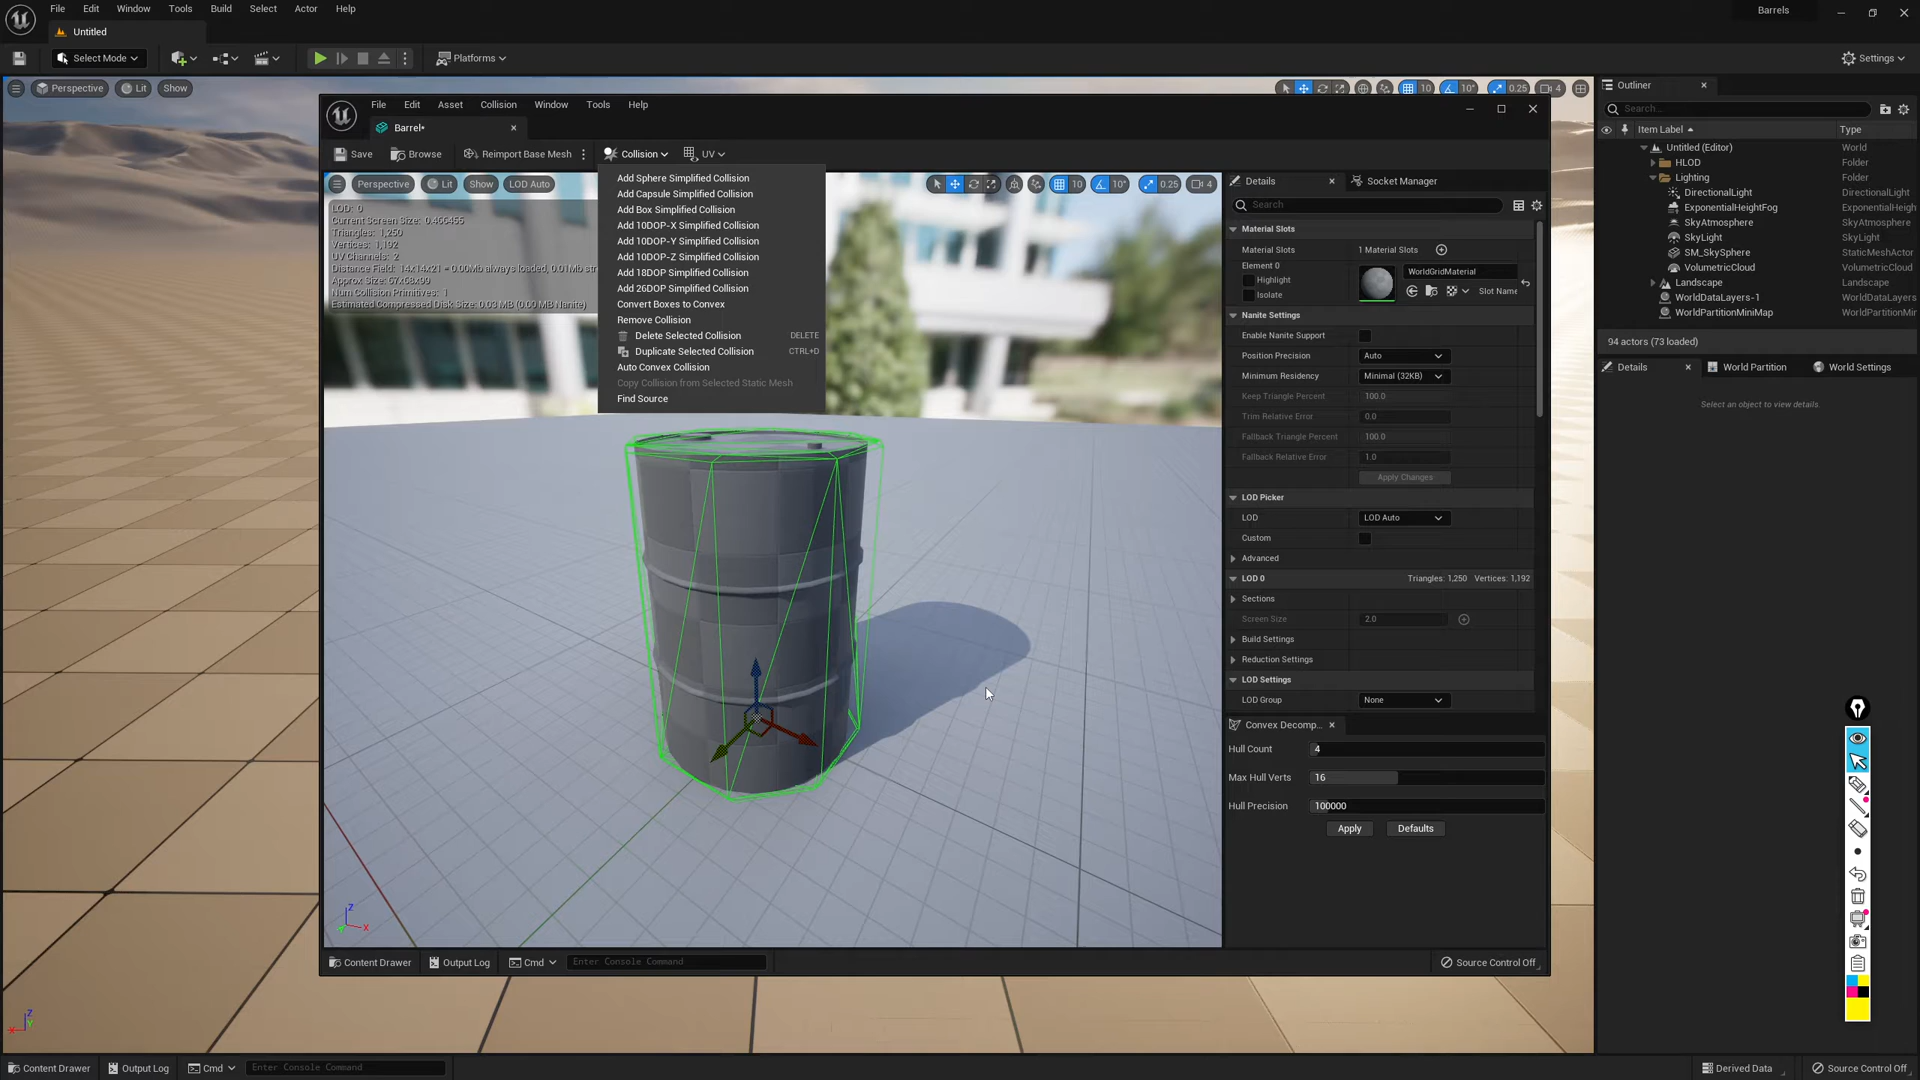 File Edit Window Tools Build Select Actor Help Barrels
Untitled
Select Mode Platforms Settings
Perspective Lit Show 10 10° 0.25 4
Outliner
Search...
Item Label Type
Untitled (Editor) World
HLOD Folder
Lighting Folder
DirectionalLight DirectionalLight
ExponentialHeightFog ExponentialHeigh
SkyAtmosphere SkyAtmosphere
SkyLight SkyLight
SM_SkySphere StaticMeshActor
VolumetricCloud VolumetricCloud
Landscape Landscape
WorldDataLayers-1 WorldDataLayers
WorldPartitionMiniMap WorldPartitionMini
94 actors (73 loaded)
Details World Partition World Settings
Select an object to view details.
File Edit Asset Collision Window Tools Help
Barrel*
Save Browse Reimport Base Mesh Collision UV
Perspective Lit Show LOD Auto 10 10° 0.25 4
LOD: 0
Current Screen Size: 0.466455
Triangles: 1,250
Vertices: 1,192
UV Channels: 2
Distance Field: 14x14x21 = 0.00Mb always loaded, 0.01Mb str
Approx Size: 67x68x99
Num Collision Primitives: 1
Estimated Compressed Disk Size: 0.03 MB (0.00 MB Nanite)
Add Sphere Simplified Collision
Add Capsule Simplified Collision
Add Box Simplified Collision
Add 10DOP-X Simplified Collision
Add 10DOP-Y Simplified Collision
Add 10DOP-Z Simplified Collision
Add 18DOP Simplified Collision
Add 26DOP Simplified Collision
Convert Boxes to Convex
Remove Collision
Delete Selected Collision DELETE
Duplicate Selected Collision CTRL+D
Auto Convex Collision
Copy Collision from Selected Static Mesh
Find Source
Details Socket Manager
Search
Material Slots
Material Slots 1 Material Slots
Element 0
Highlight
Isolate
WorldGridMaterial
Slot Name
Nanite Settings
Enable Nanite Support
Position Precision Auto
Minimum Residency Minimal (32KB)
Keep Triangle Percent 100.0
Trim Relative Error 0.0
Fallback Triangle Percent 100.0
Fallback Relative Error 1.0
Apply Changes
LOD Picker
LOD LOD Auto
Custom
Advanced
LOD 0 Triangles: 1,250 Vertices: 1,192
Sections
Screen Size 2.0
Build Settings
Reduction Settings
LOD Settings
LOD Group None
Convex Decomp...
Hull Count 4
Max Hull Verts 16
Hull Precision 100000
Apply Defaults
Z
X
Content Drawer Output Log Cmd Enter Console Command Source Control Off
Z
Y
X
Content Drawer Output Log Cmd Enter Console Command Derived Data Source Control Off